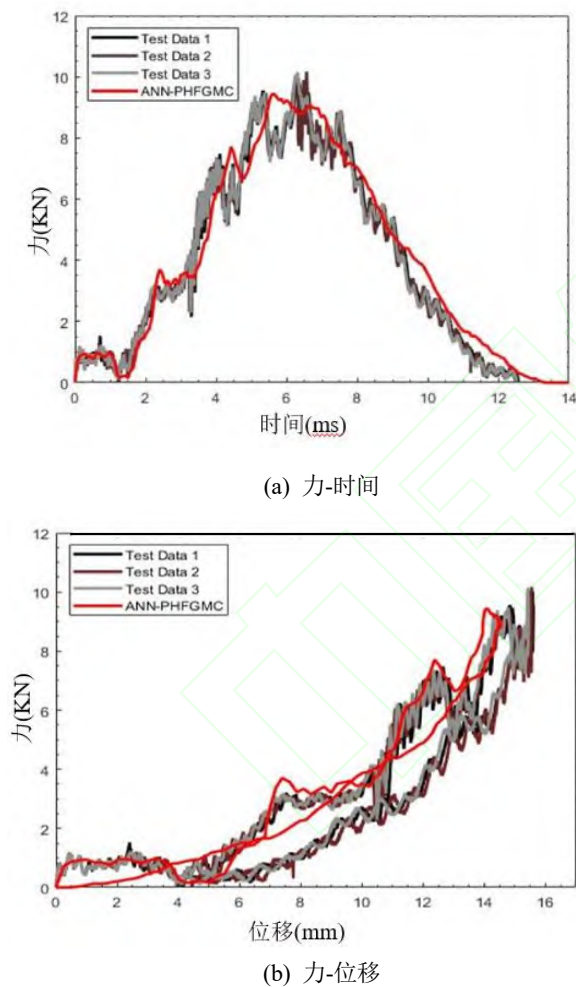 12
10
8
6
4
2
0
力(KN)
Test Data 1
Test Data 2
Test Data 3
ANN-PHFGMC
0 2 4 6 8 10 12 14
时间(ms)
(a) 力-时间
12
10
8
6
4
2
0
力(KN)
Test Data 1
Test Data 2
Test Data 3
ANN-PHFGMC
0 2 4 6 8 10 12 14 16
位移(mm)
(b) 力-位移